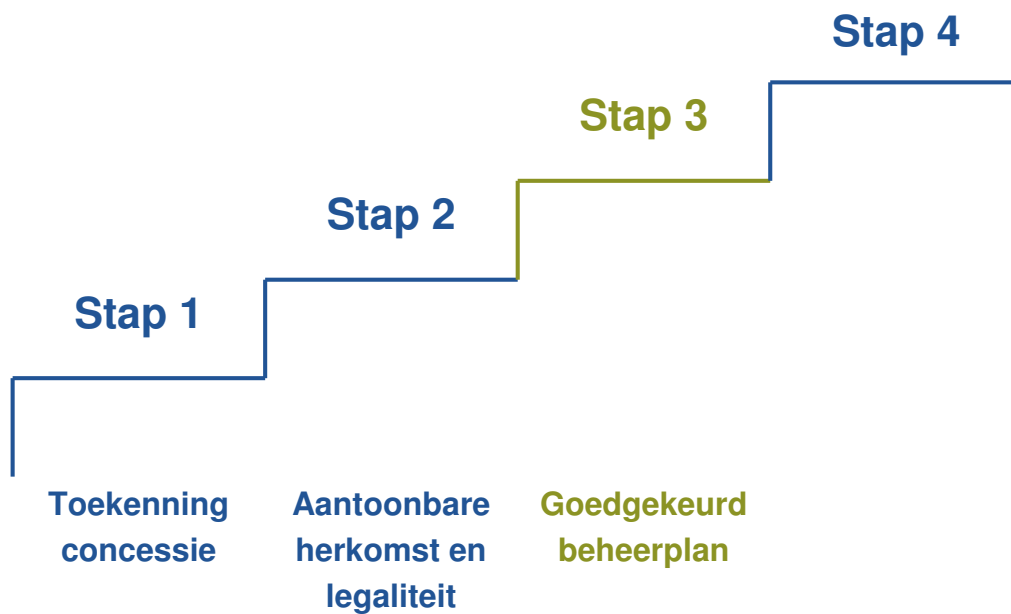 Stap 4
Stap 3
Stap 2
Stap 1
Toekenning
concessie
Aantoonbare
herkomst en
legaliteit
Goedgekeurd
beheerplan